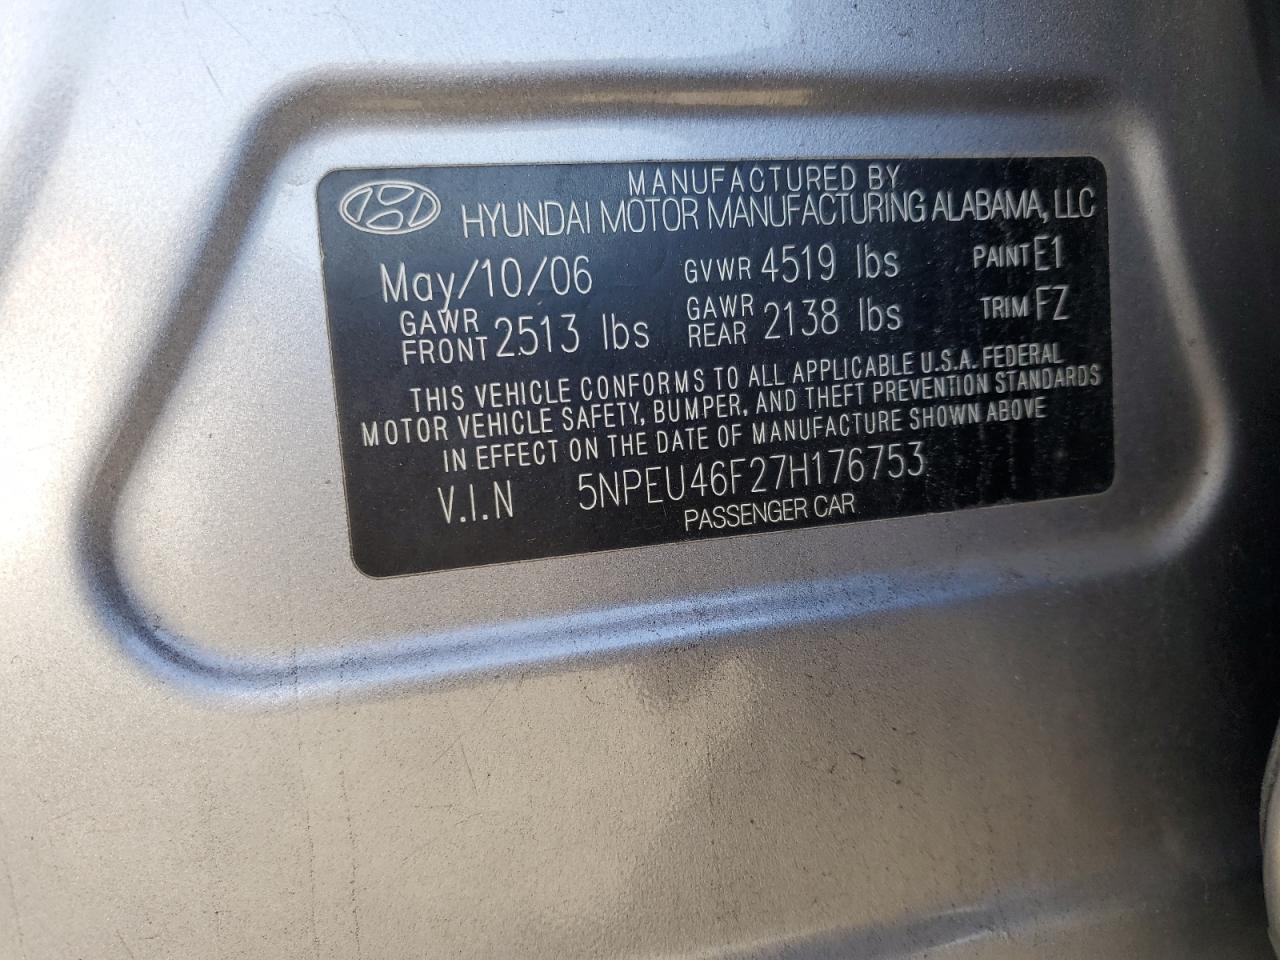 MANUFACTURED BY
HYUNDAI MOTOR MANUFACTURING ALABAMA, LLC
May/10/06 GVWR 4519 lbs PAINT E1
GAWR FRONT 2513 lbs GAWR REAR 2138 lbs TRIM FZ
THIS VEHICLE CONFORMS TO ALL APPLICABLE U.S.A. FEDERAL
MOTOR VEHICLE SAFETY, BUMPER, AND THEFT PREVENTION STANDARDS
IN EFFECT ON THE DATE OF MANUFACTURE SHOWN ABOVE
V.I.N 5NPEU46F27H176753
PASSENGER CAR